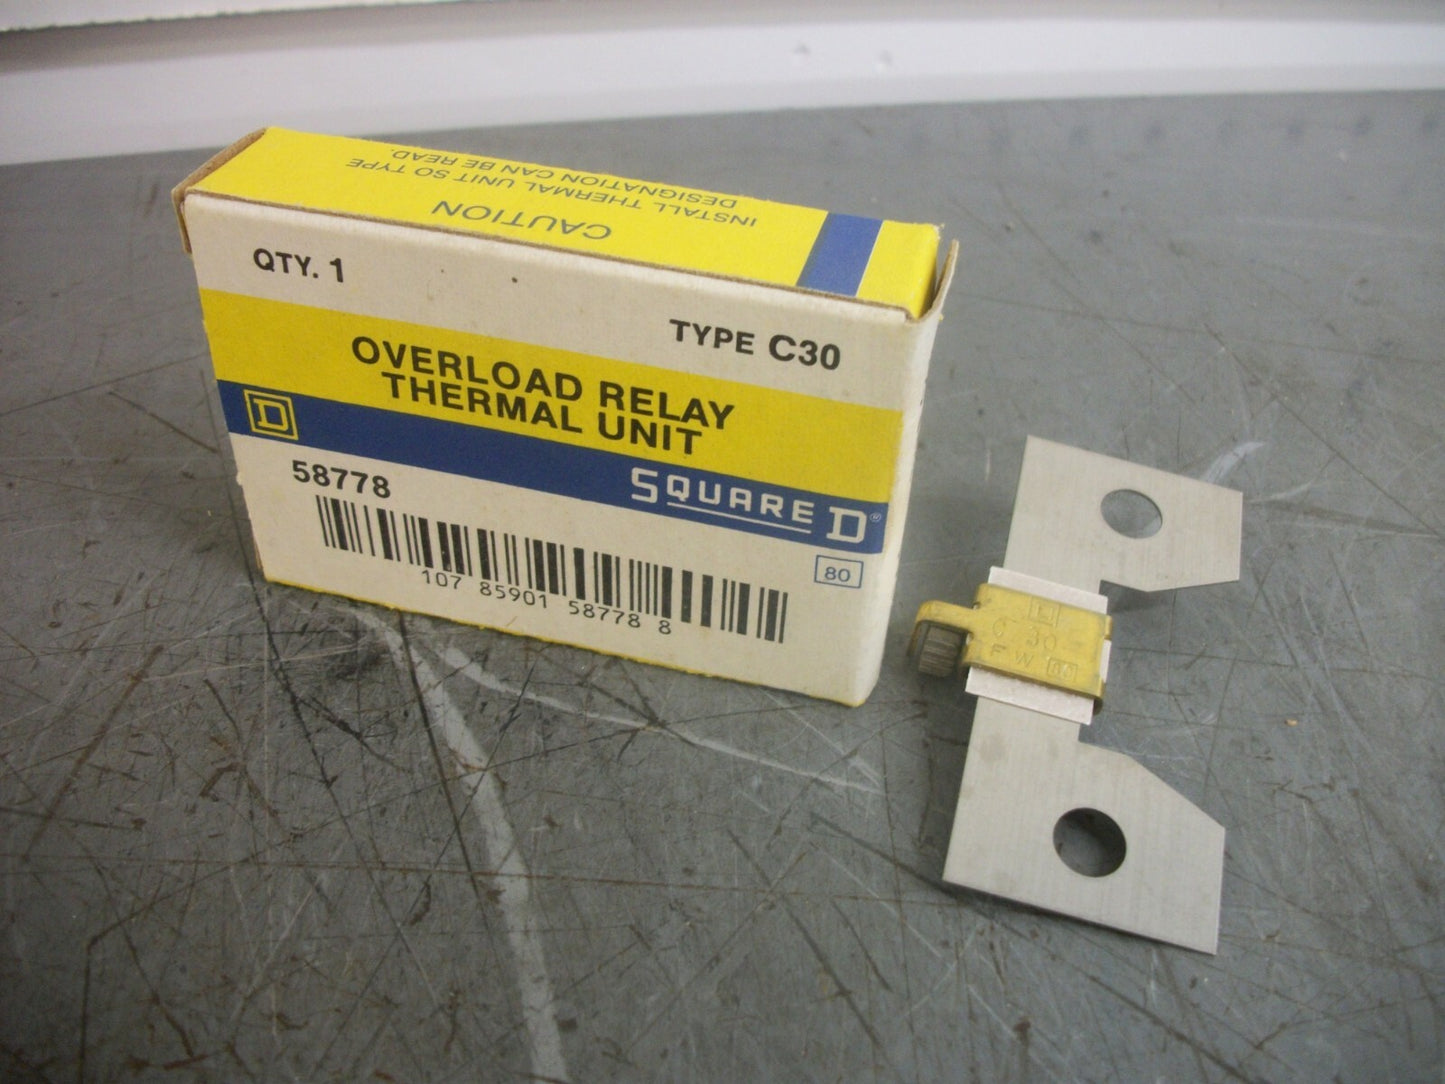 CAUTION
INSTALL THERMAL UNIT SO TYPE
DESIGNATION CAN BE READ.
QTY. 1
TYPE C30
OVERLOAD RELAY
THERMAL UNIT
D
SQUARE D®
58778
80
107 85901 58778 8
C 30
F W 80